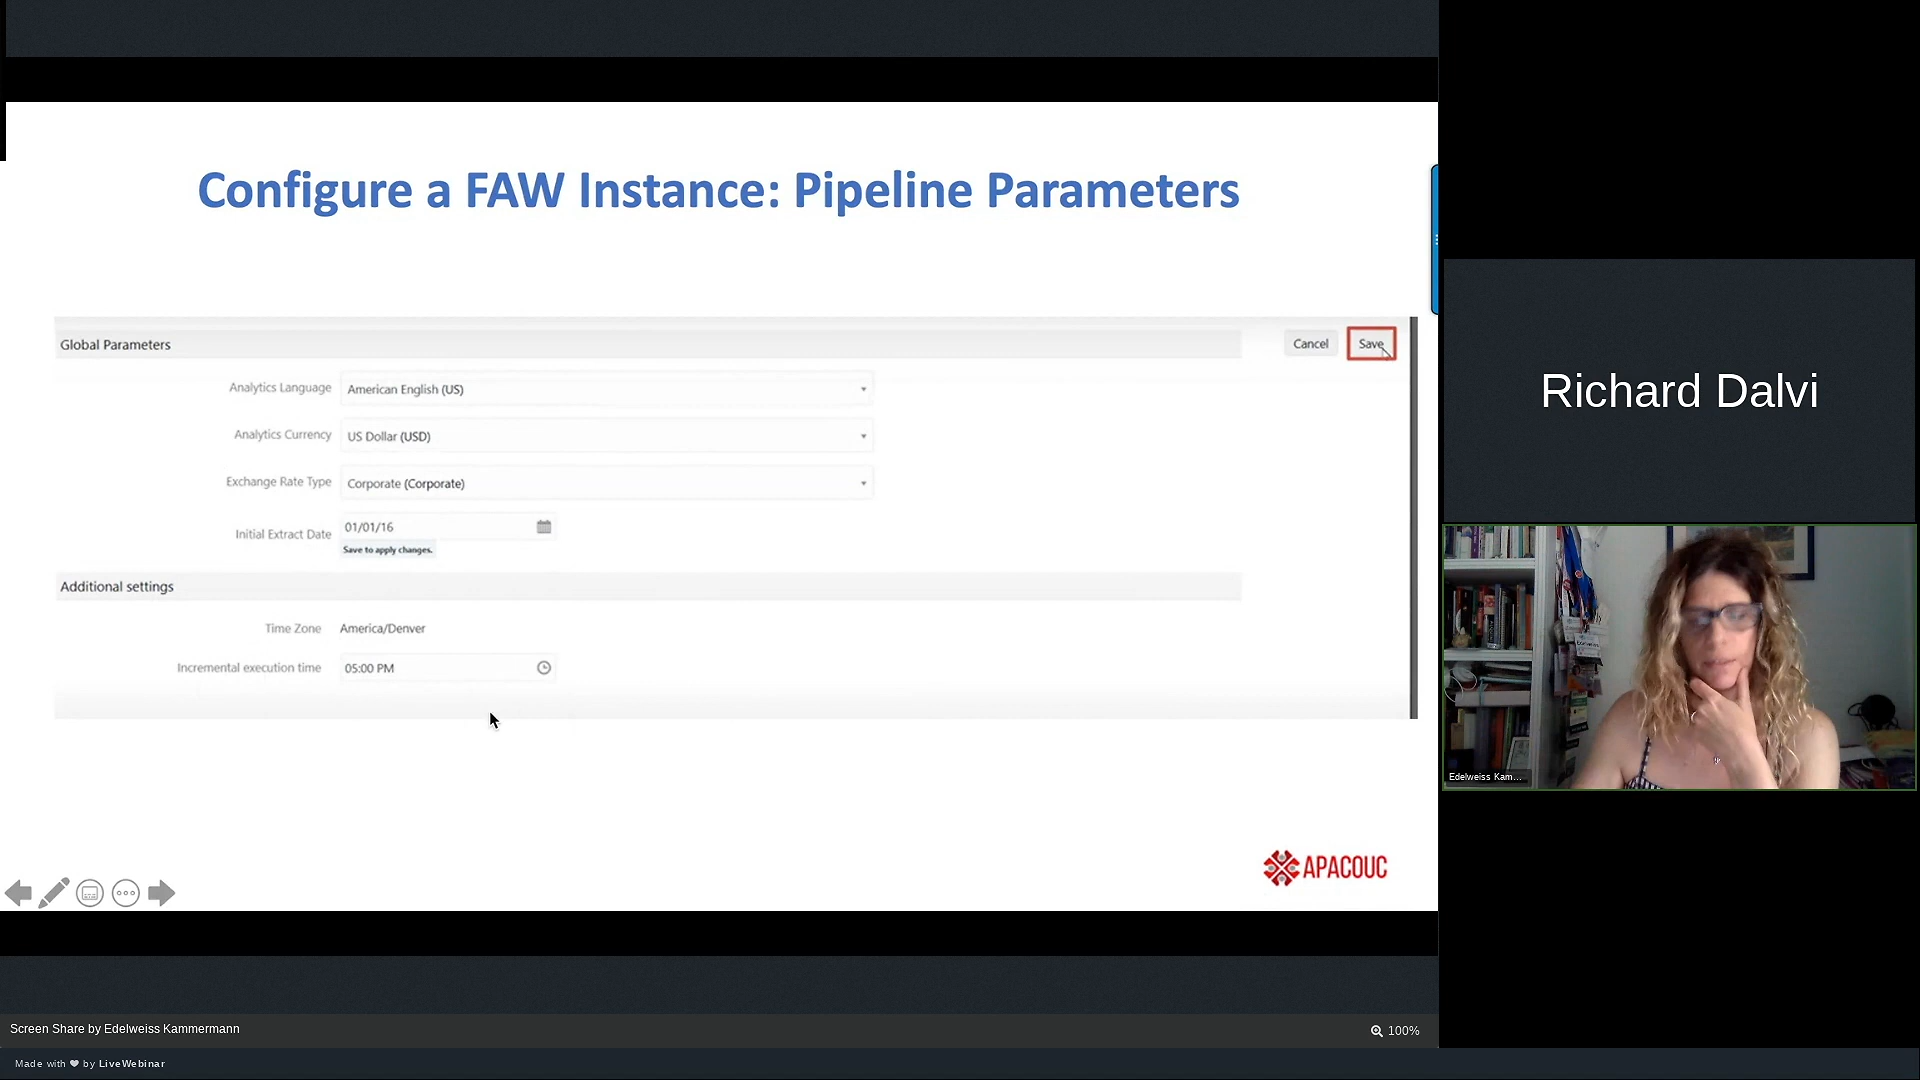 Configure a FAW Instance: Pipeline Parameters
Global Parameters
Cancel
Save
Analytics Language
American English (US)
Analytics Currency
US Dollar (USD)
Exchange Rate Type
Corporate (Corporate)
Initial Extract Date
01/01/16
Save to apply changes.
Additional settings
Time Zone
America/Denver
Incremental execution time
05:00 PM
APACOUC
Richard Dalvi
Edelweiss Kam...
Screen Share by Edelweiss Kammermann
100%
Made with ❤ by LiveWebinar